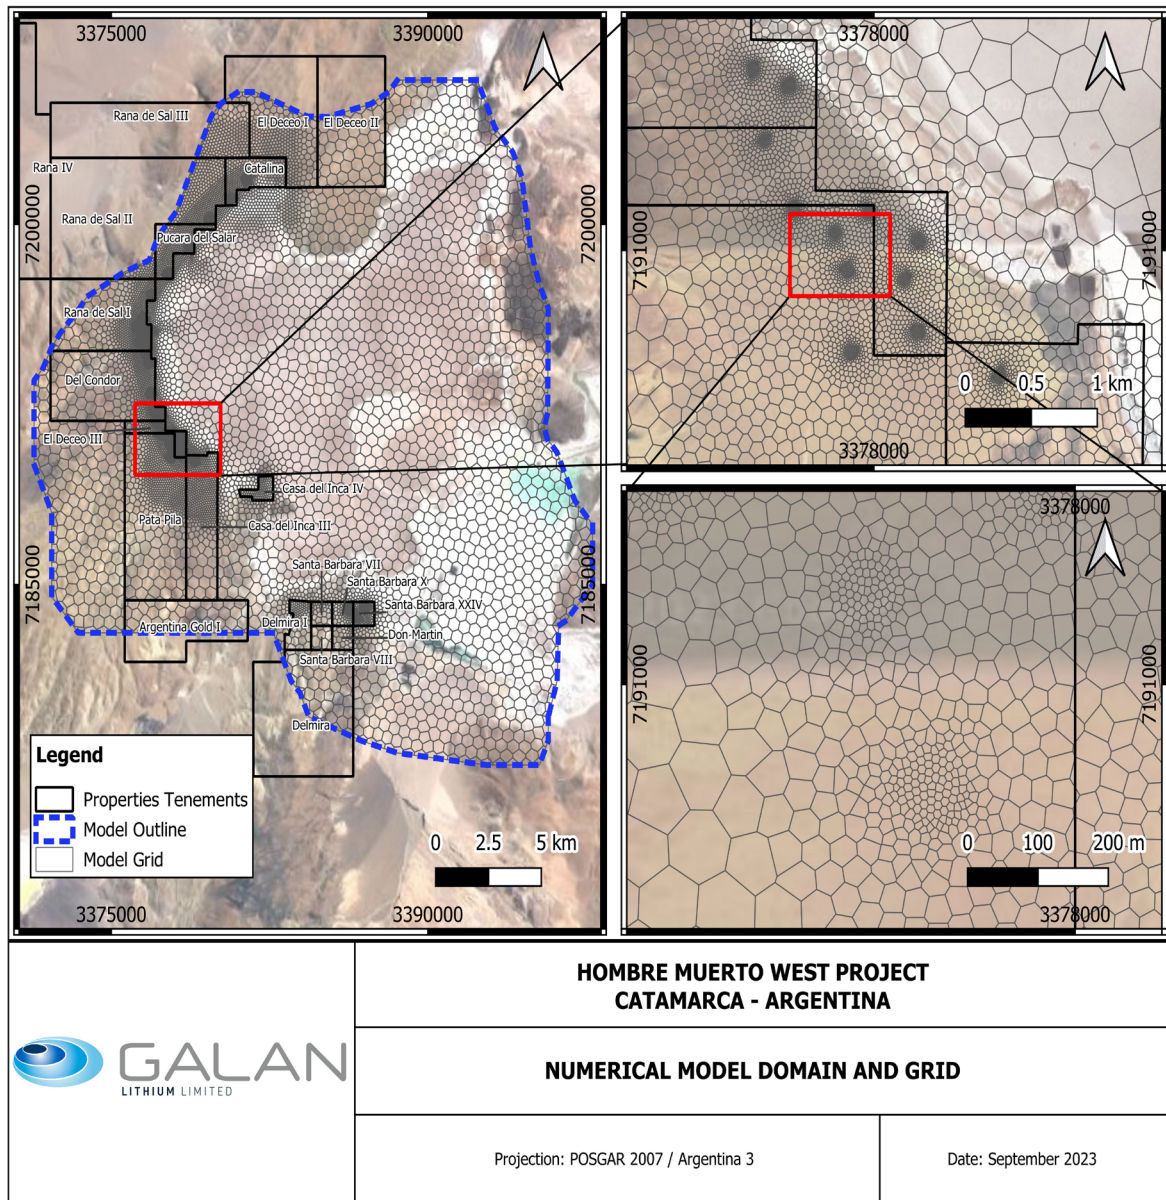 3375000
3390000
Rana de Sal III
El Deceo I
El Deceo II
Rana IV
Catalina
7200000
7200000
Rana de Sal II
Pucara del Salar
Rana de Sal I
Del Condor
El Deceo III
Casa del Inca IV
Pata Pila
Casa del Inca III
Santa Barbara VII
7185000
7185000
Santa Barbara X
Santa Barbara XXIV
Argentina Gold I
Delmira I
Don Martin
Santa Barbara VIII
Delmira
Legend
Properties Tenements
Model Outline
Model Grid
0 2.5 5 km
3375000
3390000
3378000
7191000
7191000
0 0.5 1 km
3378000
3378000
7191000
7191000
0 100 200 m
3378000
HOMBRE MUERTO WEST PROJECT
CATAMARCA - ARGENTINA
GALAN
LITHIUM LIMITED
NUMERICAL MODEL DOMAIN AND GRID
Projection: POSGAR 2007 / Argentina 3
Date: September 2023